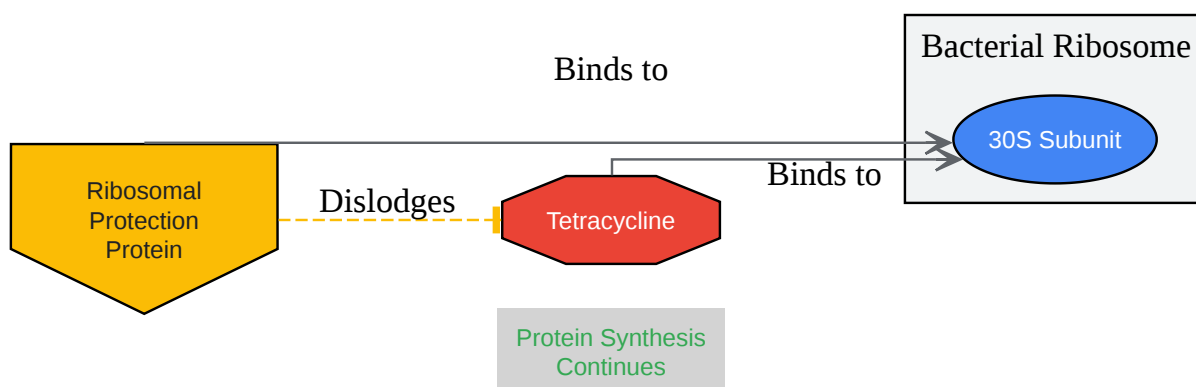 Bacterial Ribosome
Binds to
30S Subunit
Binds to
Ribosomal
Protection
Protein
Dislodges
Tetracycline
Protein Synthesis
Continues